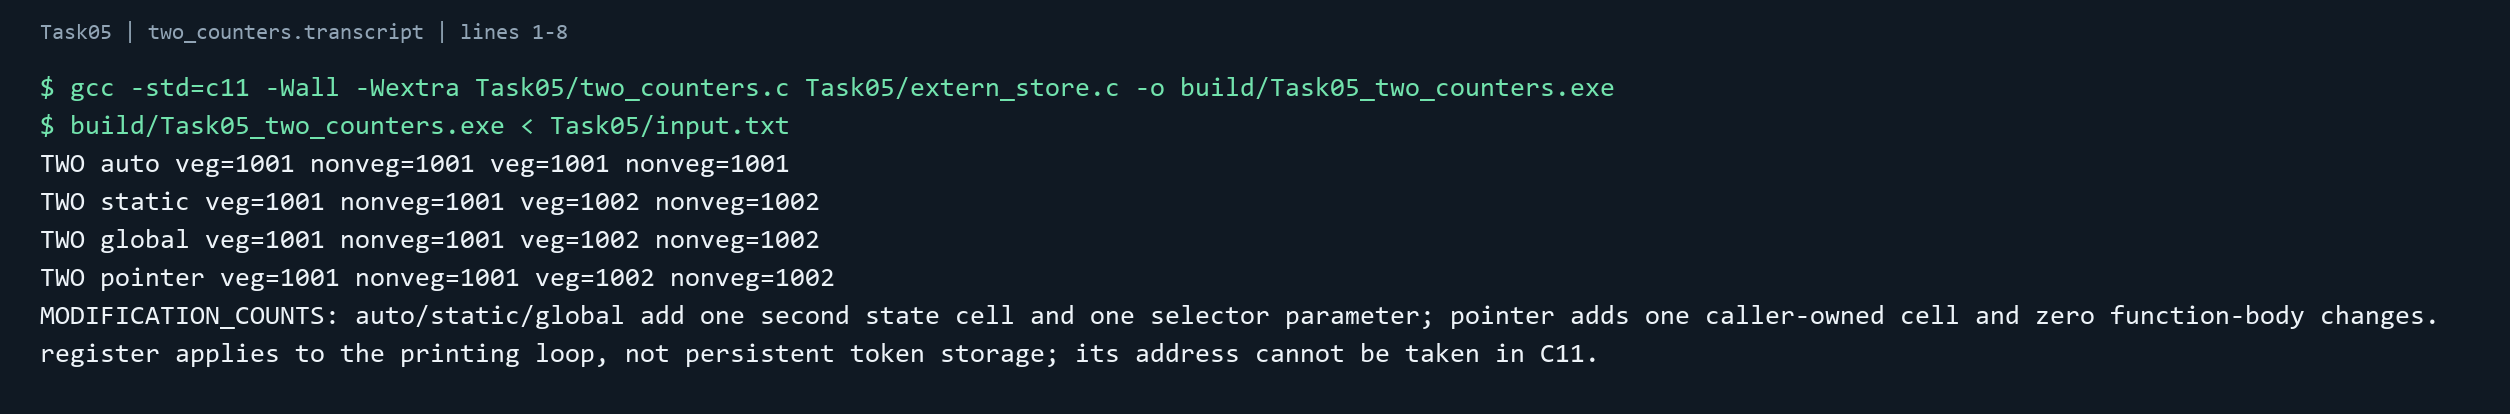 Task05 | two_counters.transcript | lines 1-8
$ gcc -std=c11 -Wall -Wextra Task05/two_counters.c Task05/extern_store.c -o build/Task05_two_counters.exe
$ build/Task05_two_counters.exe < Task05/input.txt
TWO auto veg=1001 nonveg=1001 veg=1001 nonveg=1001
TWO static veg=1001 nonveg=1001 veg=1002 nonveg=1002
TWO global veg=1001 nonveg=1001 veg=1002 nonveg=1002
TWO pointer veg=1001 nonveg=1001 veg=1002 nonveg=1002
MODIFICATION_COUNTS: auto/static/global add one second state cell and one selector parameter; pointer adds one caller-owned cell and zero function-body changes.
register applies to the printing loop, not persistent token storage; its address cannot be taken in C11.